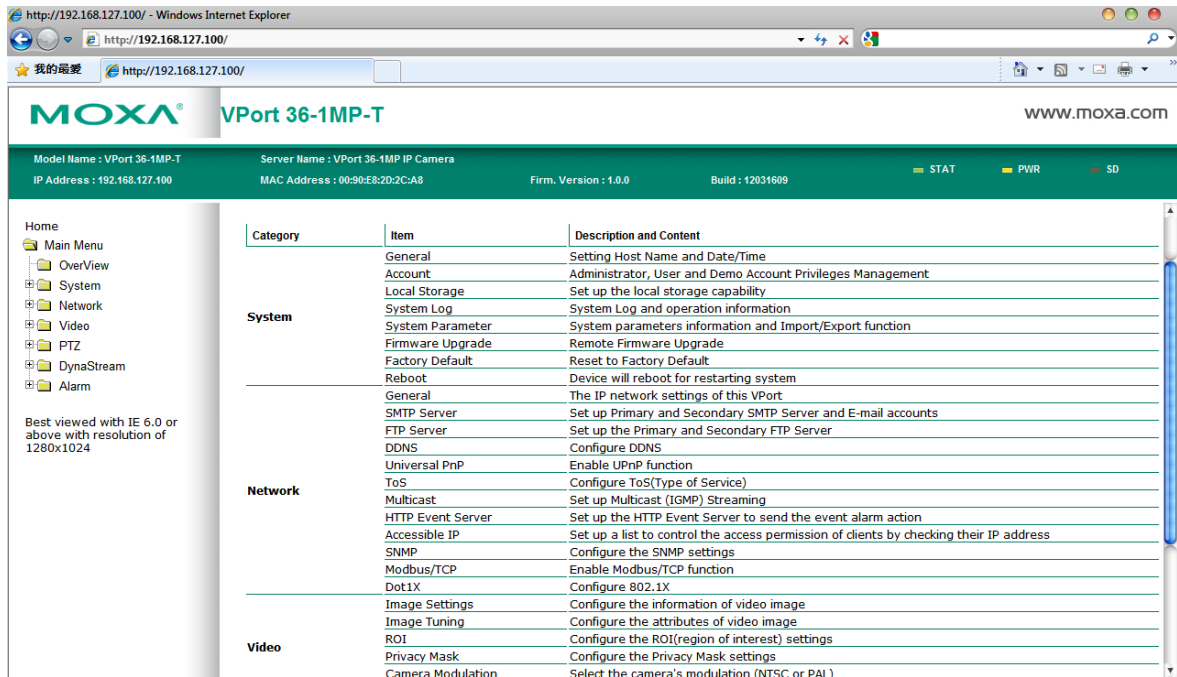 http://192.168.127.100/ - Windows Internet Explorer
http://192.168.127.100/
我的最愛
http://192.168.127.100/
MOXA®
VPort 36-1MP-T
www.moxa.com
Model Name : VPort 36-1MP-T
Server Name : VPort 36-1MP IP Camera
STAT
PWR
SD
IP Address : 192.168.127.100
MAC Address : 00:90:E8:2D:2C:A8
Firm. Version : 1.0.0
Build : 12031609
Home
Main Menu
OverView
System
Network
Video
PTZ
DynaStream
Alarm
Best viewed with IE 6.0 or
above with resolution of
1280x1024
Category Item Description and Content
System
General Setting Host Name and Date/Time
Account Administrator, User and Demo Account Privileges Management
Local Storage Set up the local storage capability
System Log System Log and operation information
System Parameter System parameters information and Import/Export function
Firmware Upgrade Remote Firmware Upgrade
Factory Default Reset to Factory Default
Reboot Device will reboot for restarting system
Network
General The IP network settings of this VPort
SMTP Server Set up Primary and Secondary SMTP Server and E-mail accounts
FTP Server Set up the Primary and Secondary FTP Server
DDNS Configure DDNS
Universal PnP Enable UPnP function
ToS Configure ToS(Type of Service)
Multicast Set up Multicast (IGMP) Streaming
HTTP Event Server Set up the HTTP Event Server to send the event alarm action
Accessible IP Set up a list to control the access permission of clients by checking their IP address
SNMP Configure the SNMP settings
Modbus/TCP Enable Modbus/TCP function
Dot1X Configure 802.1X
Video
Image Settings Configure the information of video image
Image Tuning Configure the attributes of video image
ROI Configure the ROI(region of interest) settings
Privacy Mask Configure the Privacy Mask settings
Camera Modulation Select the camera's modulation (NTSC or PAL)